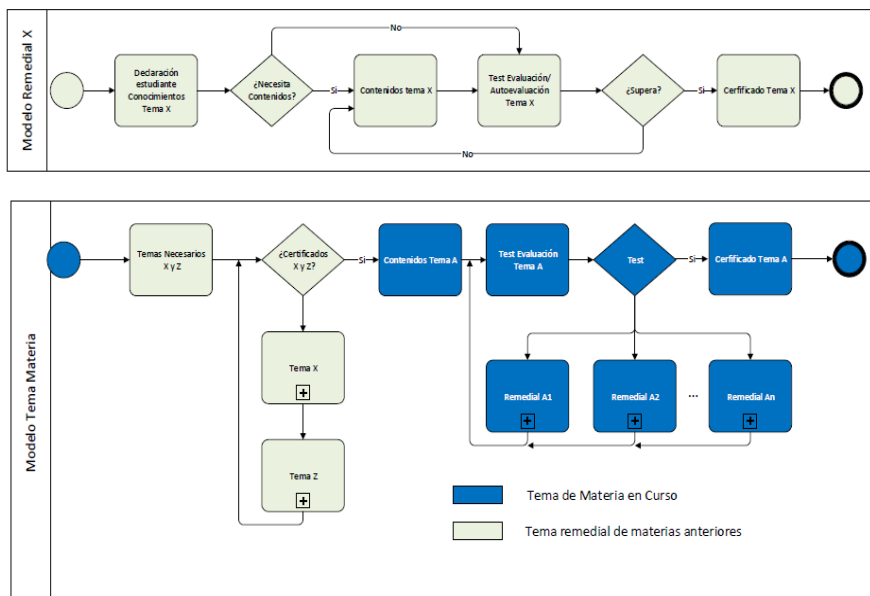 Modelo Remedial X
No
Declaración
estudiante
Conocimientos
Tema X
¿Necesita
Contenidos?
Si
Contenidos tema X
Test Evaluación/
Autoevaluación
Tema X
¿Supera?
Si
Cerfificado Tema X
No
Modelo Tema Materia
Temas Necesarios
X y Z
¿Certificados
X y Z?
Si
Contenidos Tema A
Test Evaluación
Tema A
Test
Si
Cerfificado Tema A
Tema X
Tema Z
Remedial A1
Remedial A2
...
Remedial An
Tema de Materia en Curso
Tema remedial de materias anteriores